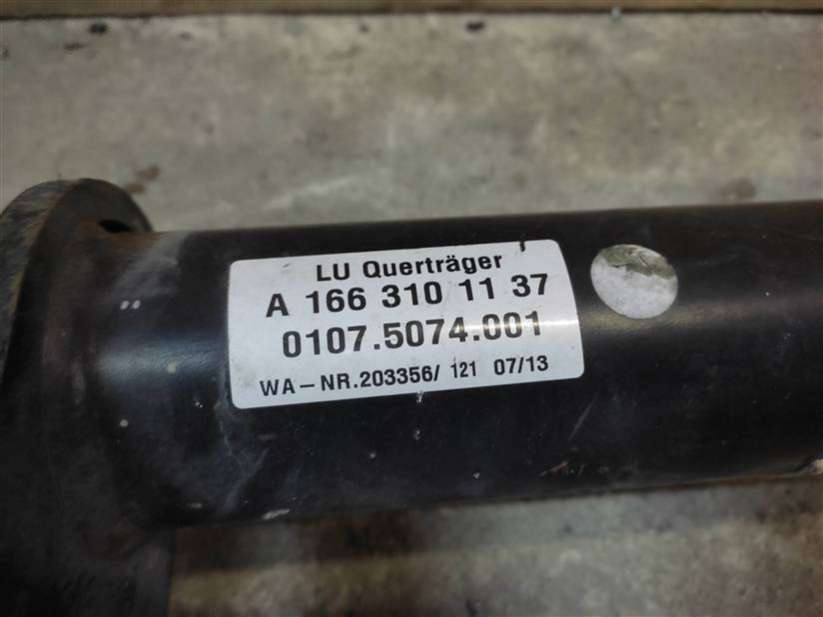 LU Querträger
A 166 310 11 37
0107.5074.001
WA-NR.203356/ 121 07/13